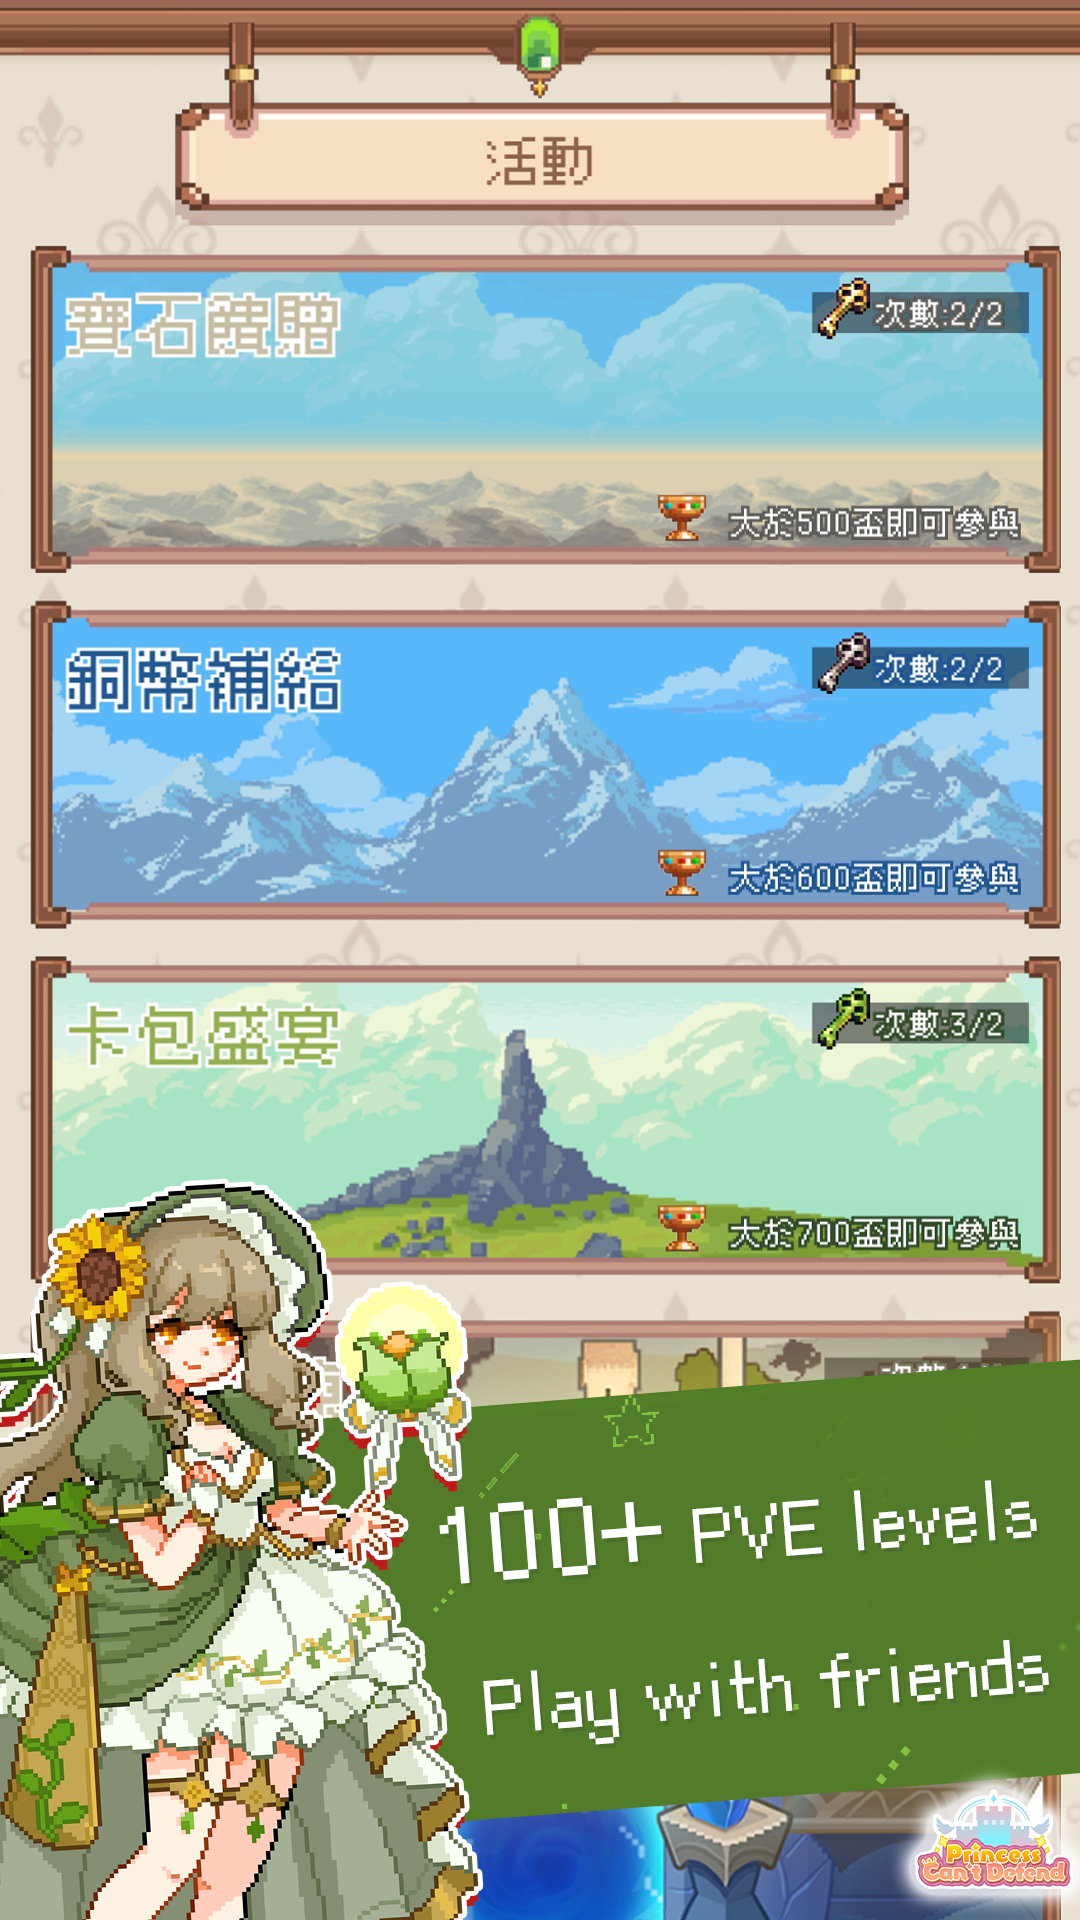 活動
寶石饋贈
次數:2/2
大於500盃即可參與
銅幣補給
次數:2/2
大於600盃即可參與
卡包盛宴
次數:3/2
大於700盃即可參與
100+ PVE levels
Play with friends
Princess
Can't Defend